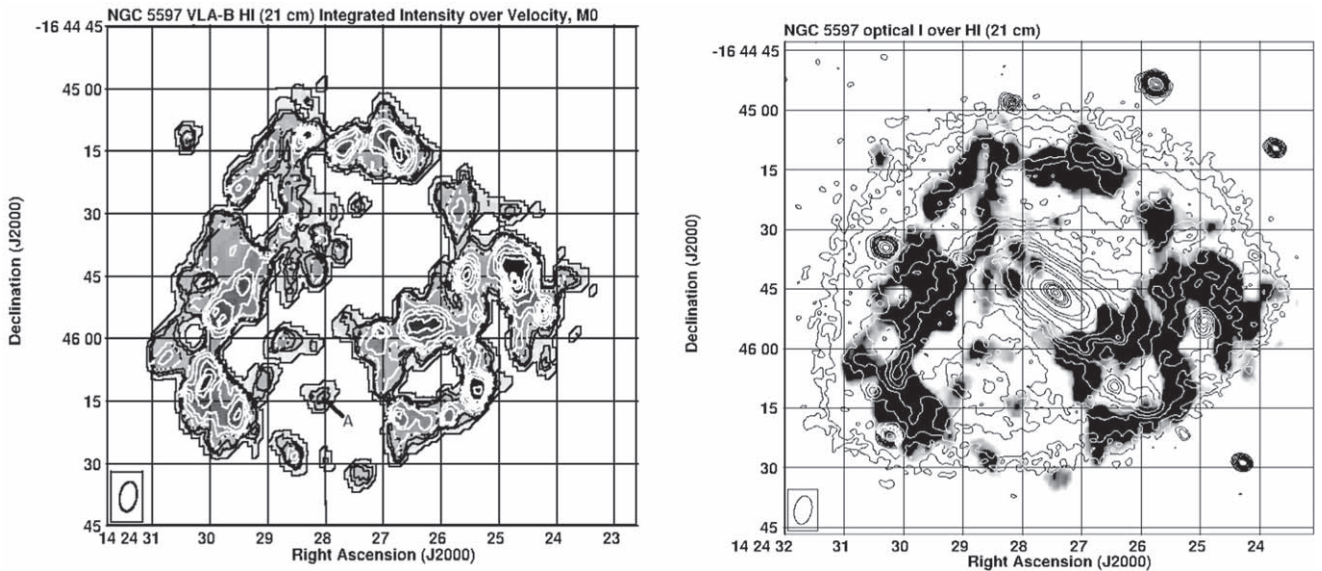 NGC 5597 VLA-B HI (21 cm) Integrated Intensity over Velocity, M0
-16 44 45
45 00
15
30
45
46 00
15
30
45
Declination (J2000)
A
14 24 31 30 29 28 27 26 25 24 23
Right Ascension (J2000)
NGC 5597 optical I over HI (21 cm)
-16 44 45
45 00
15
30
45
46 00
15
30
45
Declination (J2000)
14 24 32 31 30 29 28 27 26 25 24
Right Ascension (J2000)